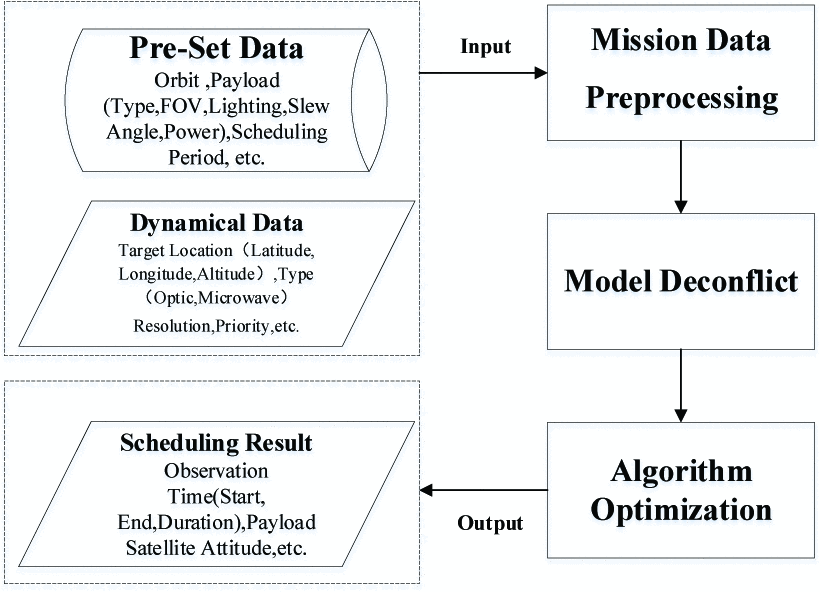 Pre-Set Data
Orbit ,Payload
(Type,FOV,Lighting,Slew
Angle,Power),Scheduling
Period, etc.
Input
Mission Data
Preprocessing
Dynamical Data
Target Location（Latitude,
Longitude,Altitude）,Type
（Optic,Microwave）
Resolution,Priority,etc.
Model Deconflict
Scheduling Result
Observation
Time(Start,
End,Duration),Payload
Satellite Attitude,etc.
Output
Algorithm
Optimization